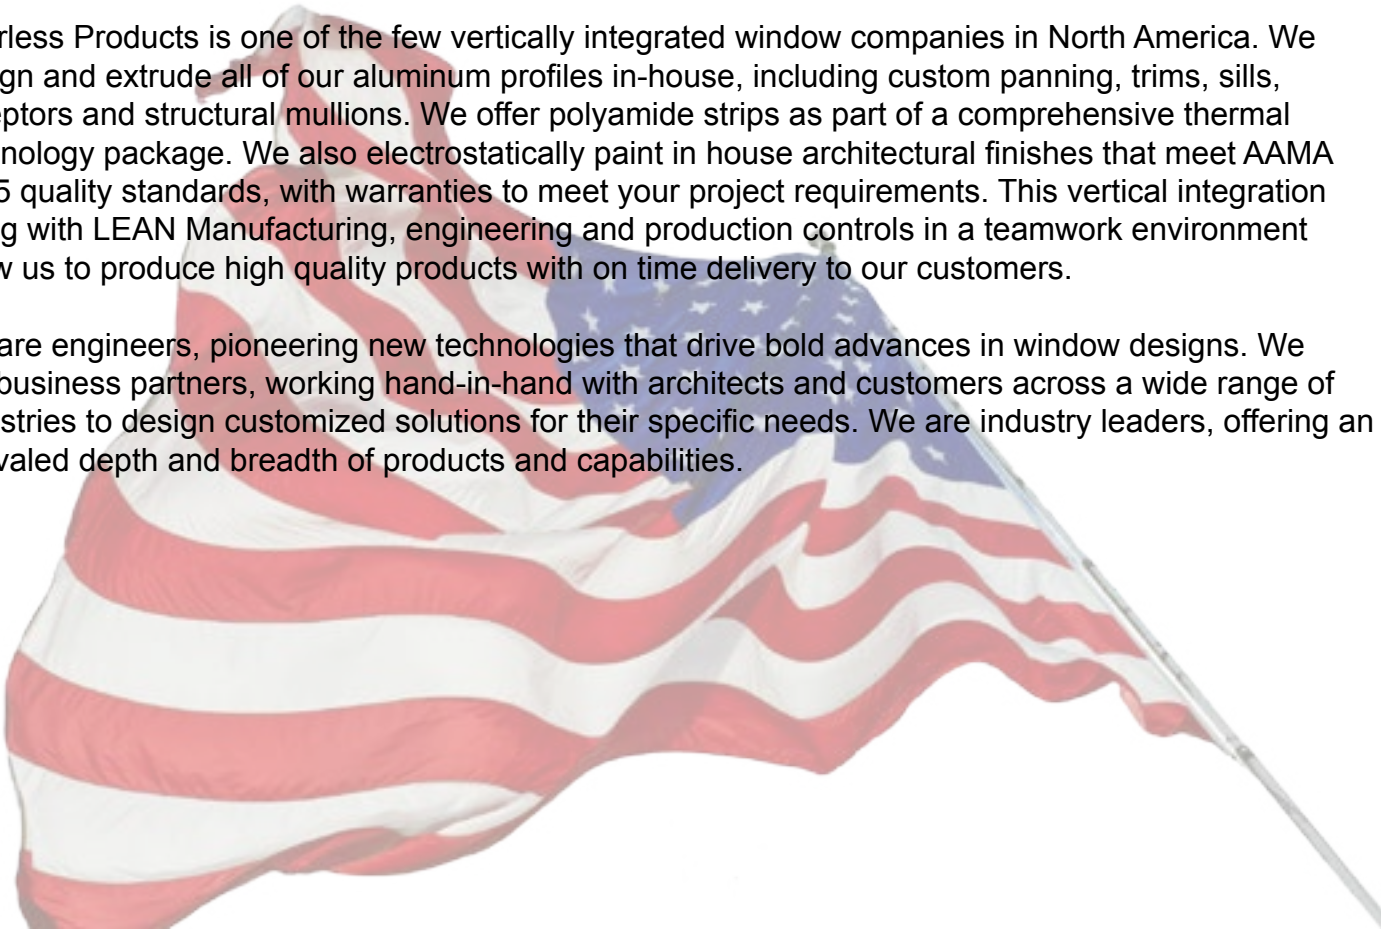 rless Products is one of the few vertically integrated window companies in North America. We
gn and extrude all of our aluminum profiles in-house, including custom panning, trims, sills,
eptors and structural mullions. We offer polyamide strips as part of a comprehensive thermal
nology package. We also electrostatically paint in house architectural finishes that meet AAMA
5 quality standards, with warranties to meet your project requirements. This vertical integration
g with LEAN Manufacturing, engineering and production controls in a teamwork environment
w us to produce high quality products with on time delivery to our customers.
are engineers, pioneering new technologies that drive bold advances in window designs. We
business partners, working hand-in-hand with architects and customers across a wide range of
stries to design customized solutions for their specific needs. We are industry leaders, offering an
valed depth and breadth of products and capabilities.